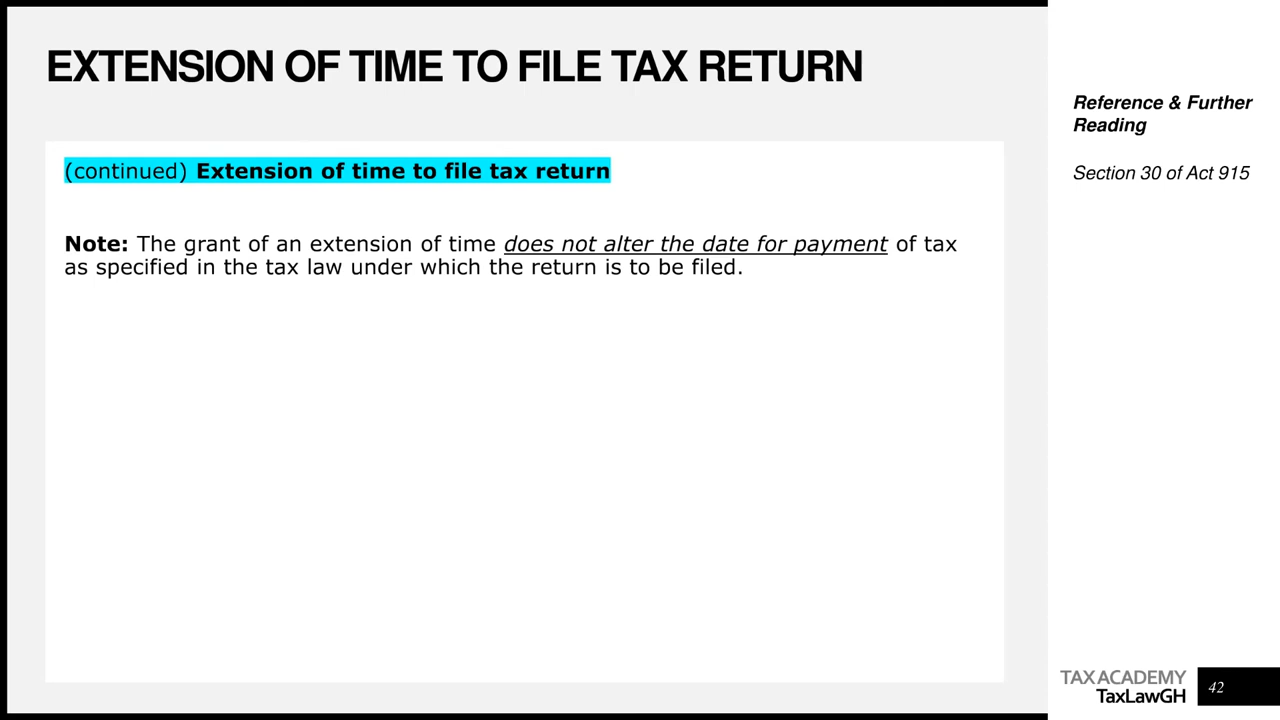 EXTENSION OF TIME TO FILE TAX RETURN
(continued) Extension of time to file tax return
Note: The grant of an extension of time does not alter the date for payment of tax
as specified in the tax law under which the return is to be filed.
Reference & Further
Reading
Section 30 of Act 915
TAX ACADEMY
TaxLawGH
42